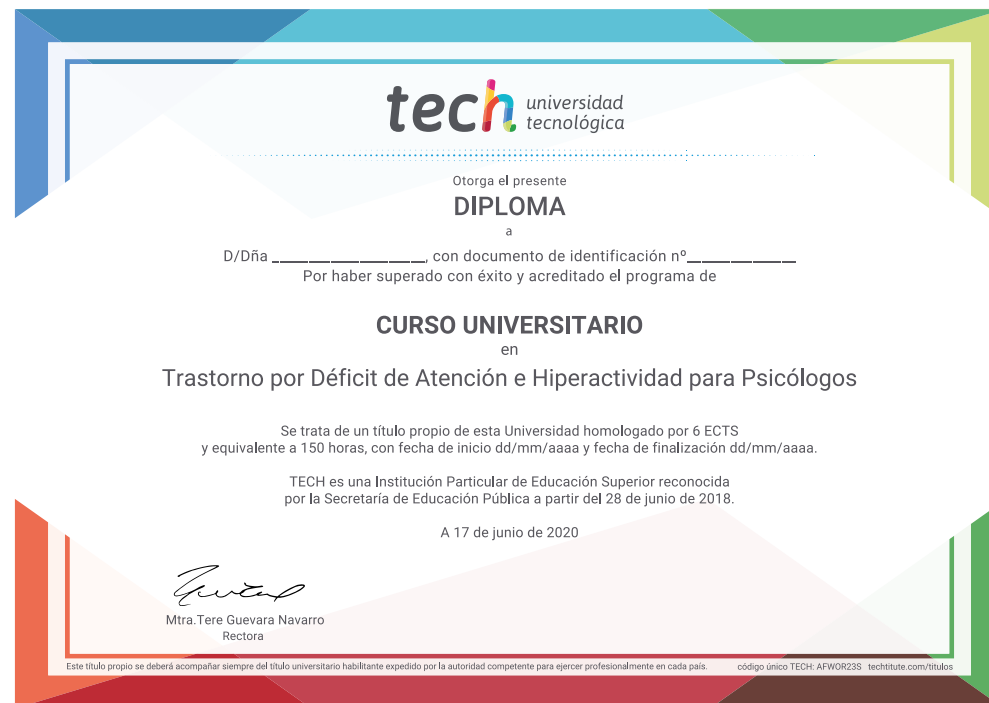 tech universidad
tecnológica
Otorga el presente
DIPLOMA
a
D/Dña ____________________, con documento de identificación nº______________
Por haber superado con éxito y acreditado el programa de
CURSO UNIVERSITARIO
en
Trastorno por Déficit de Atención e Hiperactividad para Psicólogos
Se trata de un título propio de esta Universidad homologado por 6 ECTS
y equivalente a 150 horas, con fecha de inicio dd/mm/aaaa y fecha de finalización dd/mm/aaaa.
TECH es una Institución Particular de Educación Superior reconocida
por la Secretaría de Educación Pública a partir del 28 de junio de 2018.
A 17 de junio de 2020
Mtra.Tere Guevara Navarro
Rectora
Este título propio se deberá acompañar siempre del título universitario habilitante expedido por la autoridad competente para ejercer profesionalmente en cada país. código único TECH: AFWOR23S techtitute.com/titulos